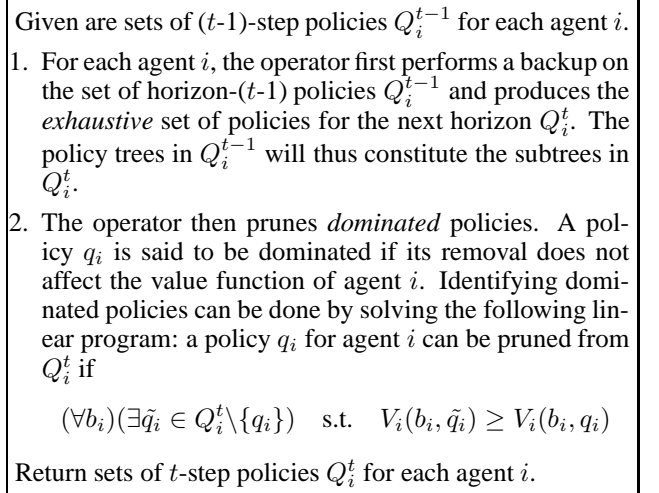 Given are sets of (t-1)-step policies Q_i^{t-1} for each agent i.
1. For each agent i, the operator first performs a backup on
the set of horizon-(t-1) policies Q_i^{t-1} and produces the
exhaustive set of policies for the next horizon Q_i^t. The
policy trees in Q_i^{t-1} will thus constitute the subtrees in
Q_i^t.
2. The operator then prunes dominated policies. A pol-
icy q_i is said to be dominated if its removal does not
affect the value function of agent i. Identifying domi-
nated policies can be done by solving the following lin-
ear program: a policy q_i for agent i can be pruned from
Q_i^t if
(∀b_i)(∃q̃_i ∈ Q_i^t\{q_i}) s.t. V_i(b_i, q̃_i) ≥ V_i(b_i, q_i)
Return sets of t-step policies Q_i^t for each agent i.